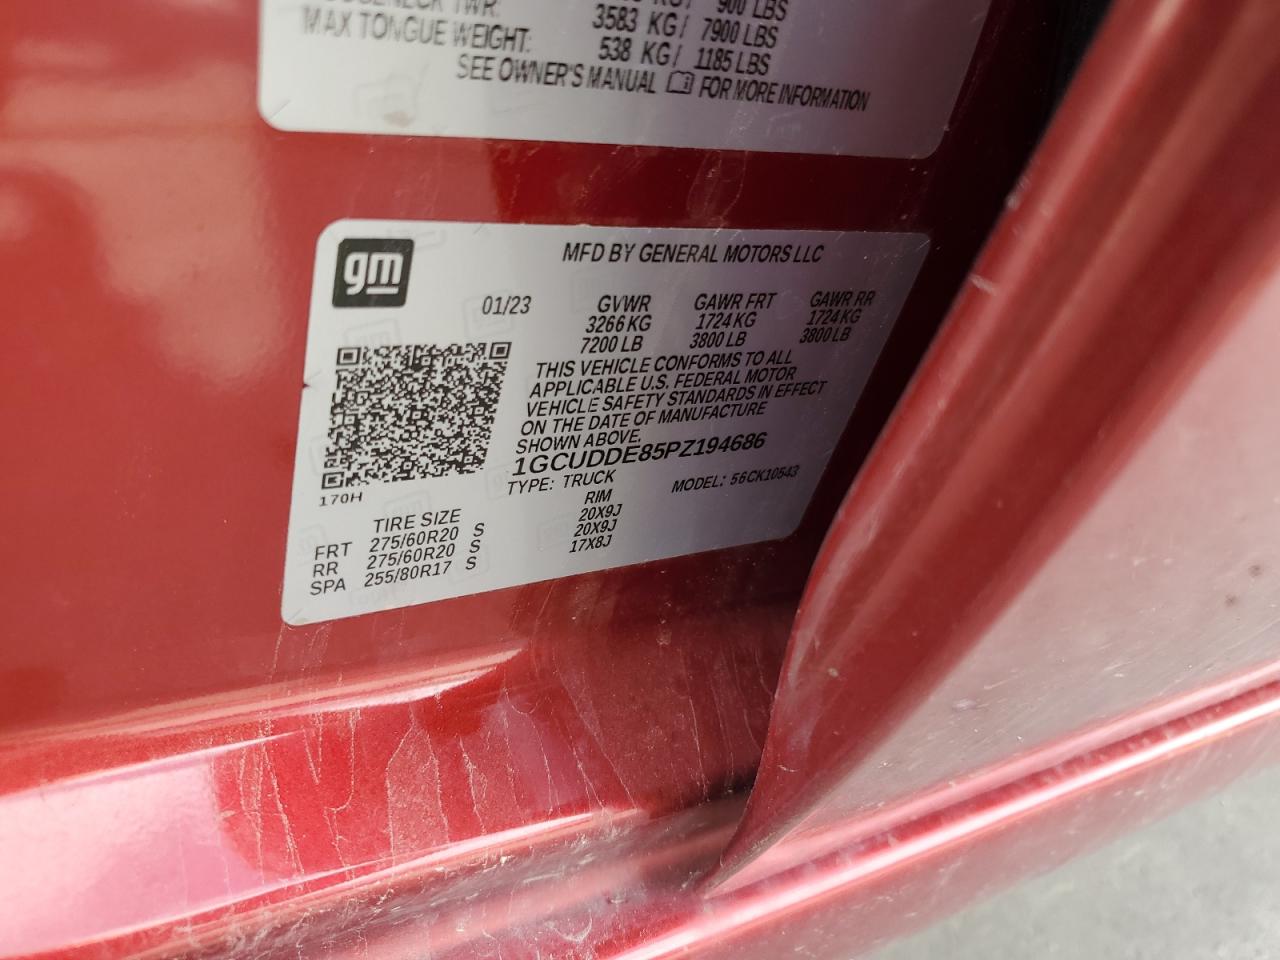 TWR:
900 LBS
3583 KG/ 7900 LBS
MAX TONGUE WEIGHT:
538 KG/ 1185 LBS
SEE OWNER'S MANUAL FOR MORE INFORMATION
gm
MFD BY GENERAL MOTORS LLC
01/23
GVWR GAWR FRT GAWR RR
3266 KG 1724 KG 1724 KG
7200 LB 3800 LB 3800 LB
THIS VEHICLE CONFORMS TO ALL
APPLICABLE U.S. FEDERAL MOTOR
VEHICLE SAFETY STANDARDS IN EFFECT
ON THE DATE OF MANUFACTURE
SHOWN ABOVE.
1GCUDDE85PZ194686
TYPE: TRUCK MODEL: 56CK10543
170H
TIRE SIZE RIM
FRT 275/60R20 S 20X9J
RR 275/60R20 S 20X9J
SPA 255/80R17 S 17X8J